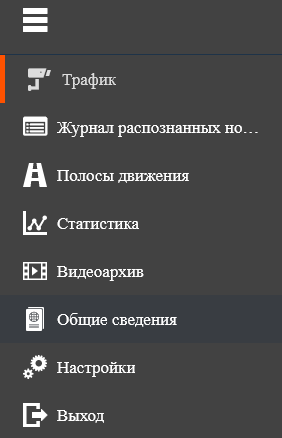 Трафик
Журнал распознанных но...
Полосы движения
Статистика
Видеоархив
Общие сведения
Настройки
Выход